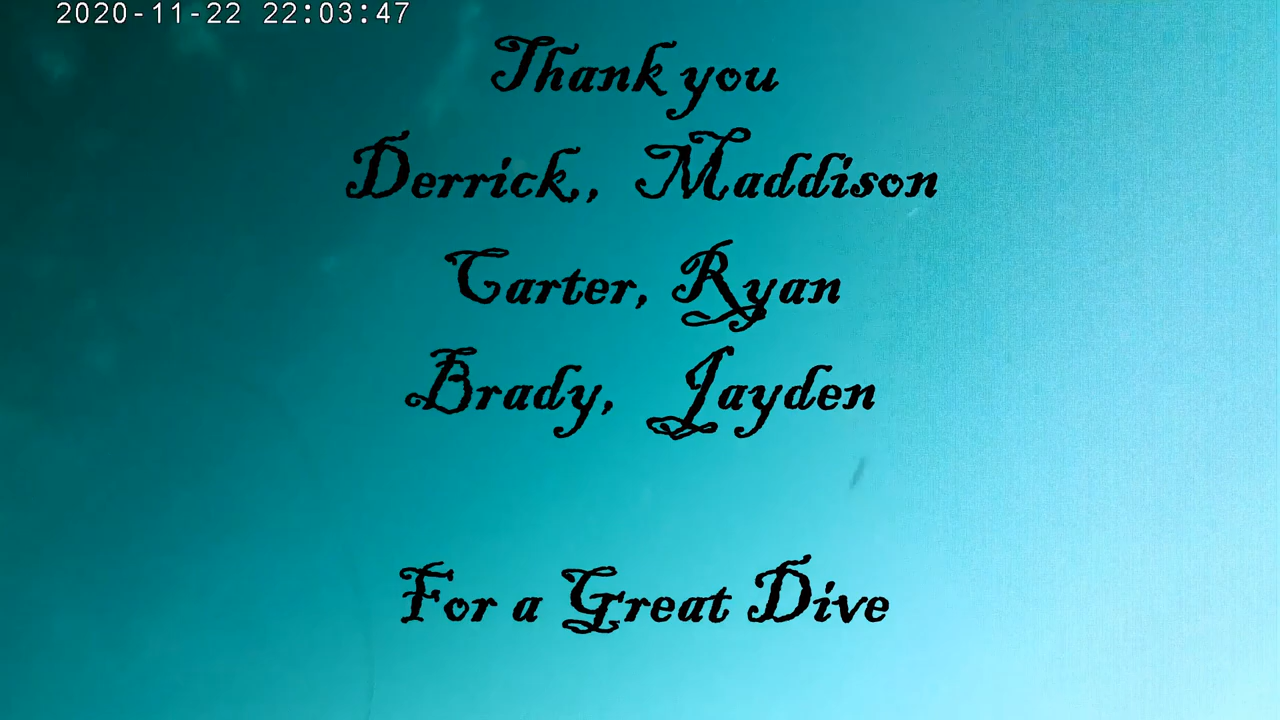 2020-11-22 22:03:47
Thank you
Derrick,, Maddison
Carter, Ryan
Brady, Jayden
For a Great Dive